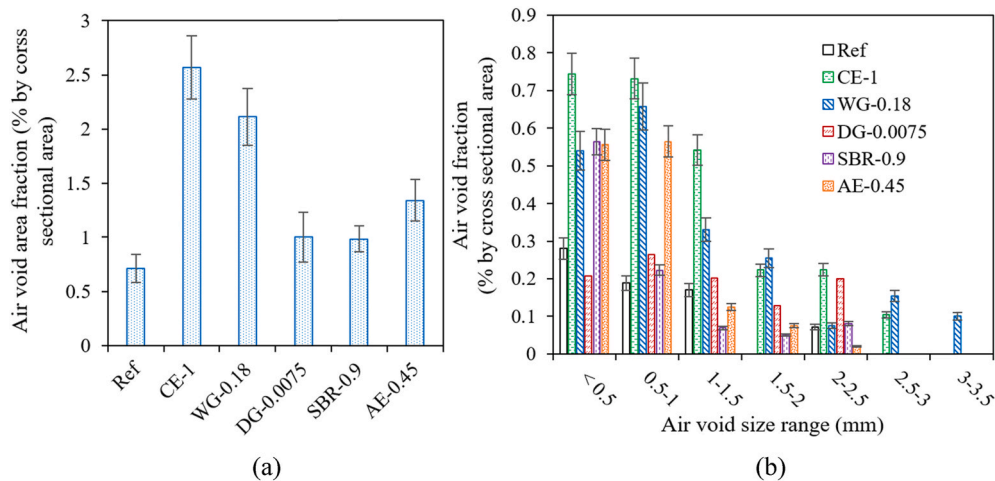 (a)
Air void area fraction (% by corss
sectional area)
3
2.5
2
1.5
1
0.5
0
Ref
CE-1
WG-0.18
DG-0.0075
SBR-0.9
AE-0.45
(a)
Air void fraction
(% by cross sectional area)
0.9
0.8
0.7
0.6
0.5
0.4
0.3
0.2
0.1
0
Ref
CE-1
WG-0.18
DG-0.0075
SBR-0.9
AE-0.45
< 0.5
0.5-1
1-1.5
1.5-2
2-2.5
2.5-3
3-3.5
Air void size range (mm)
(b)